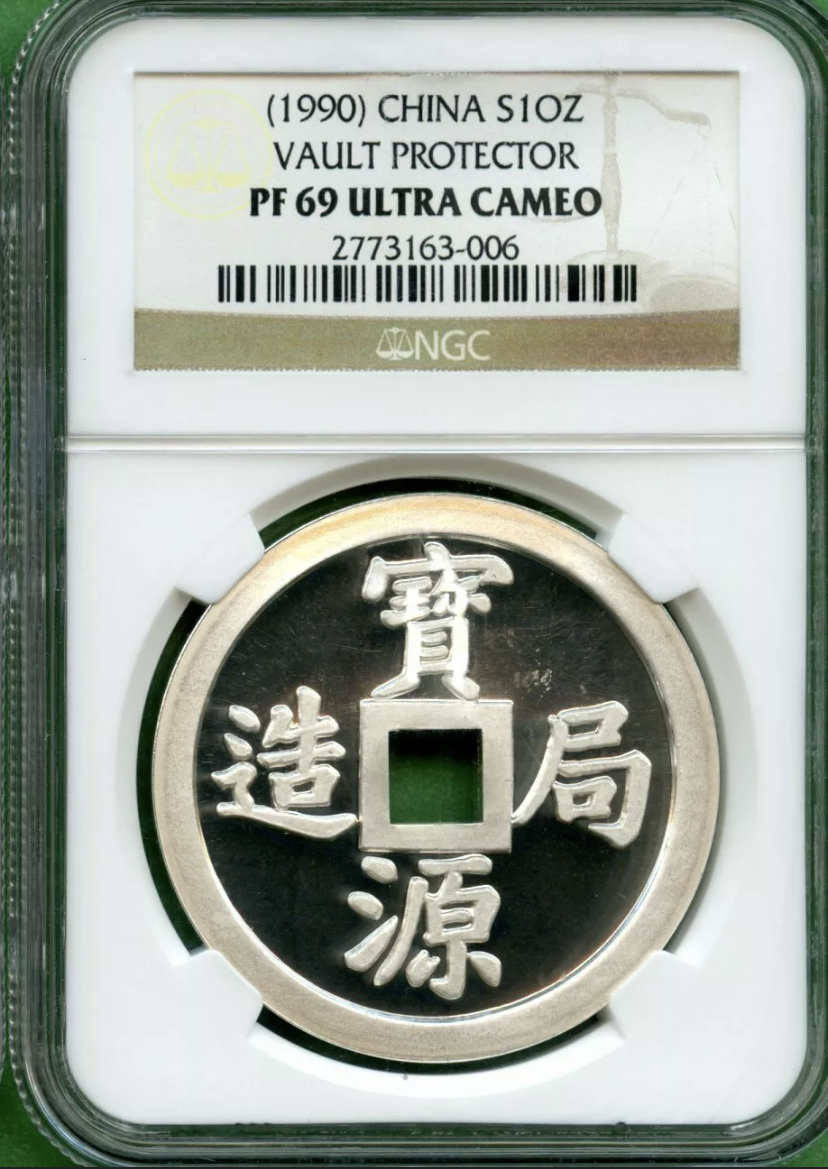 (1990) CHINA S1OZ
VAULT PROTECTOR
PF 69 ULTRA CAMEO
2773163-006
NGC
寶
造 局
源